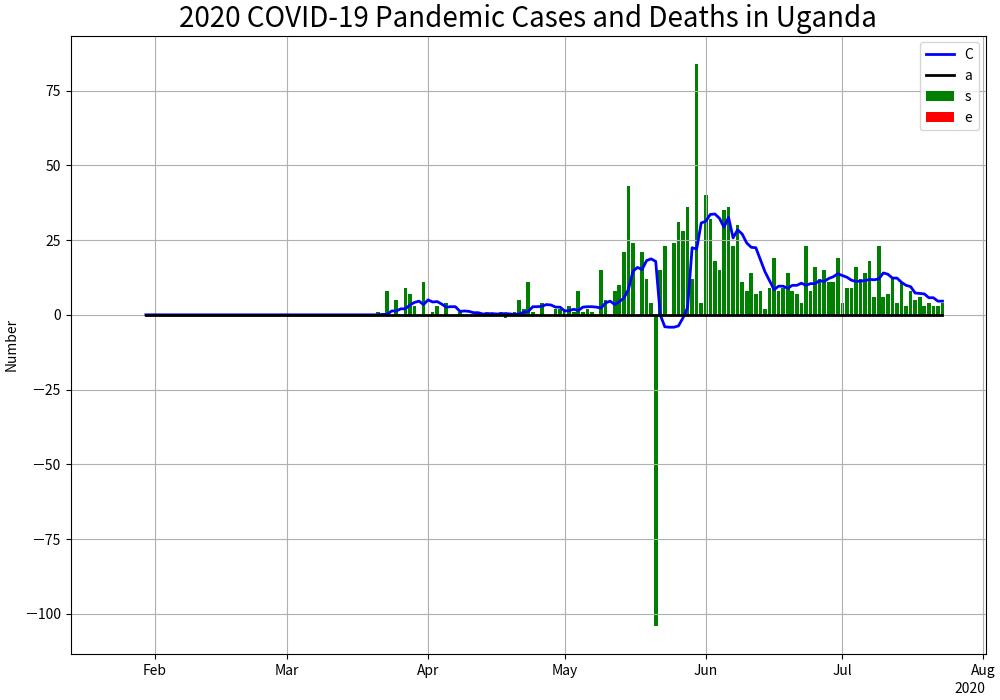 2020 COVID-19 Pandemic Cases and Deaths in Uganda
C
a
s
e
75
50
25
0
−25
−50
−75
−100
Number
Feb Mar Apr May Jun Jul Aug
2020